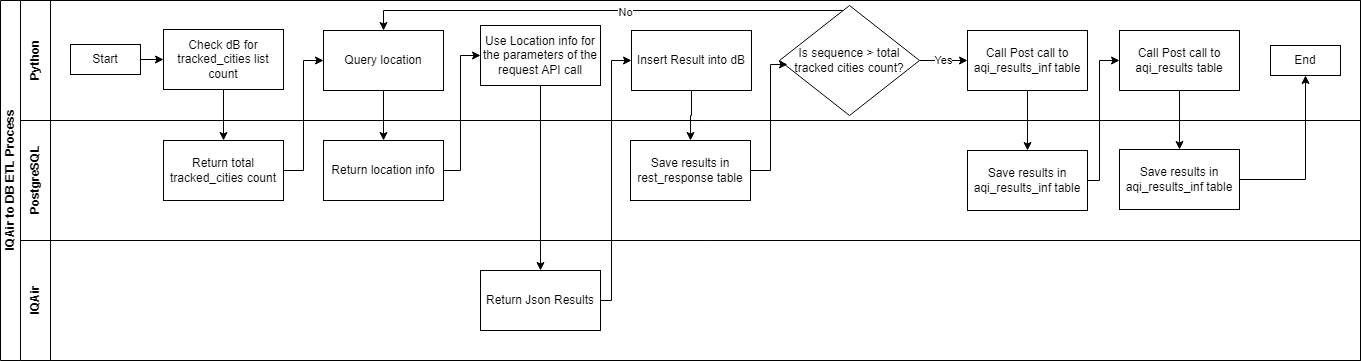 IQAir to DB ETL Process
Python
Start
Check dB for
tracked_cities list
count
Query location
Use Location info for
the parameters of the
request API call
Insert Result into dB
No
Is sequence > total
tracked cities count?
Yes
Call Post call to
aqi_results_inf table
Call Post call to
aqi_results table
End
PostgreSQL
Return total
tracked_cities count
Return location info
Save results in
rest_response table
Save results in
aqi_results_inf table
Save results in
aqi_results_inf table
IQAir
Return Json Results